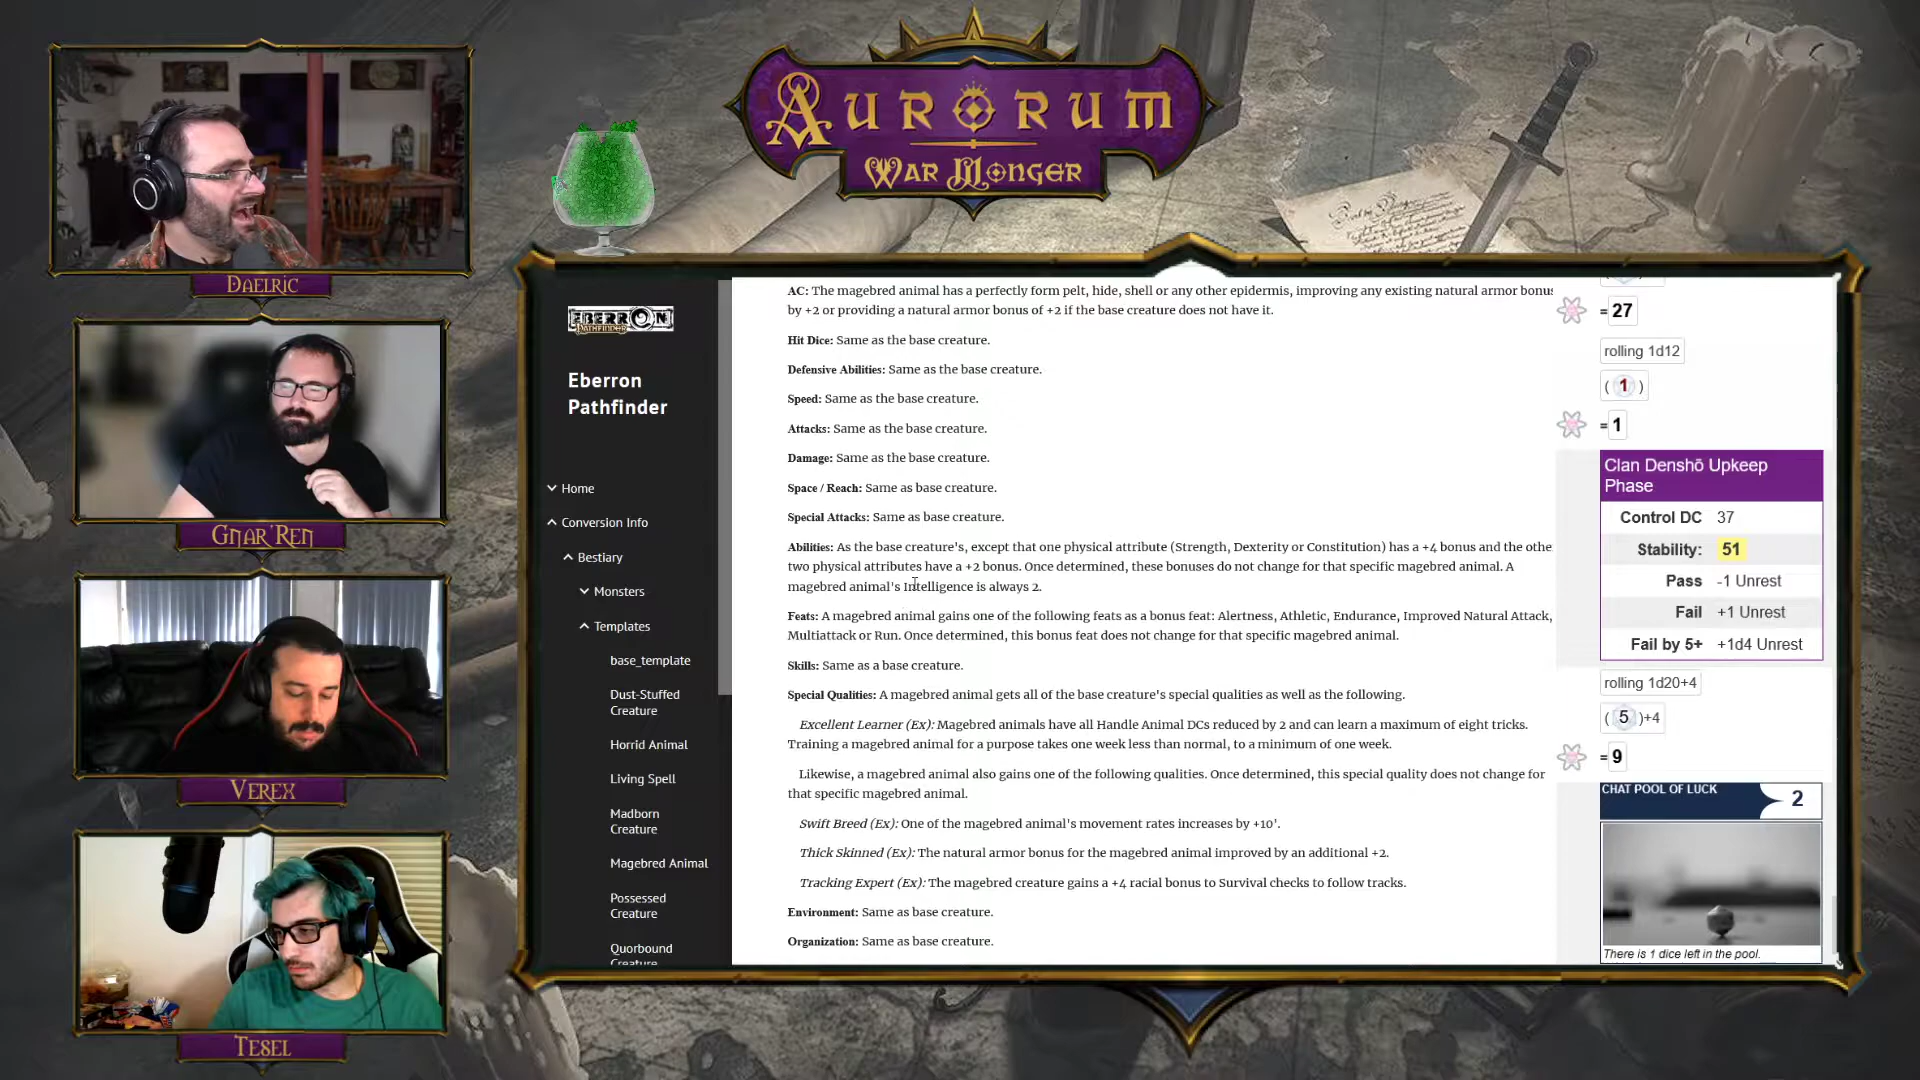 AURORUM
WAR MONGER
DAELRIC
GNAR'REN
VEREX
TESEL
EBERRON
PATHFINDER
Eberron
Pathfinder
Home
Conversion Info
Bestiary
Monsters
Templates
base_template
Dust-Stuffed
Creature
Horrid Animal
Living Spell
Madborn
Creature
Magebred Animal
Possessed
Creature
Quorbound
Creature
AC: The magebred animal has a perfectly form pelt, hide, shell or any other epidermis, improving any existing natural armor bonus
by +2 or providing a natural armor bonus of +2 if the base creature does not have it.
Hit Dice: Same as the base creature.
Defensive Abilities: Same as the base creature.
Speed: Same as the base creature.
Attacks: Same as the base creature.
Damage: Same as the base creature.
Space / Reach: Same as base creature.
Special Attacks: Same as base creature.
Abilities: As the base creature's, except that one physical attribute (Strength, Dexterity or Constitution) has a +4 bonus and the othe
two physical attributes have a +2 bonus. Once determined, these bonuses do not change for that specific magebred animal. A
magebred animal's Intelligence is always 2.
Feats: A magebred animal gains one of the following feats as a bonus feat: Alertness, Athletic, Endurance, Improved Natural Attack,
Multiattack or Run. Once determined, this bonus feat does not change for that specific magebred animal.
Skills: Same as a base creature.
Special Qualities: A magebred animal gets all of the base creature's special qualities as well as the following.
Excellent Learner (Ex): Magebred animals have all Handle Animal DCs reduced by 2 and can learn a maximum of eight tricks.
Training a magebred animal for a purpose takes one week less than normal, to a minimum of one week.
Likewise, a magebred animal also gains one of the following qualities. Once determined, this special quality does not change for
that specific magebred animal.
Swift Breed (Ex): One of the magebred animal's movement rates increases by +10'.
Thick Skinned (Ex): The natural armor bonus for the magebred animal improved by an additional +2.
Tracking Expert (Ex): The magebred creature gains a +4 racial bonus to Survival checks to follow tracks.
Environment: Same as base creature.
Organization: Same as base creature.
=27
rolling 1d12
(1)
=1
Clan Denshō Upkeep
Phase
Control DC 37
Stability: 51
Pass -1 Unrest
Fail +1 Unrest
Fail by 5+ +1d4 Unrest
rolling 1d20+4
(5)+4
=9
CHAT POOL OF LUCK 2
There is 1 dice left in the pool.